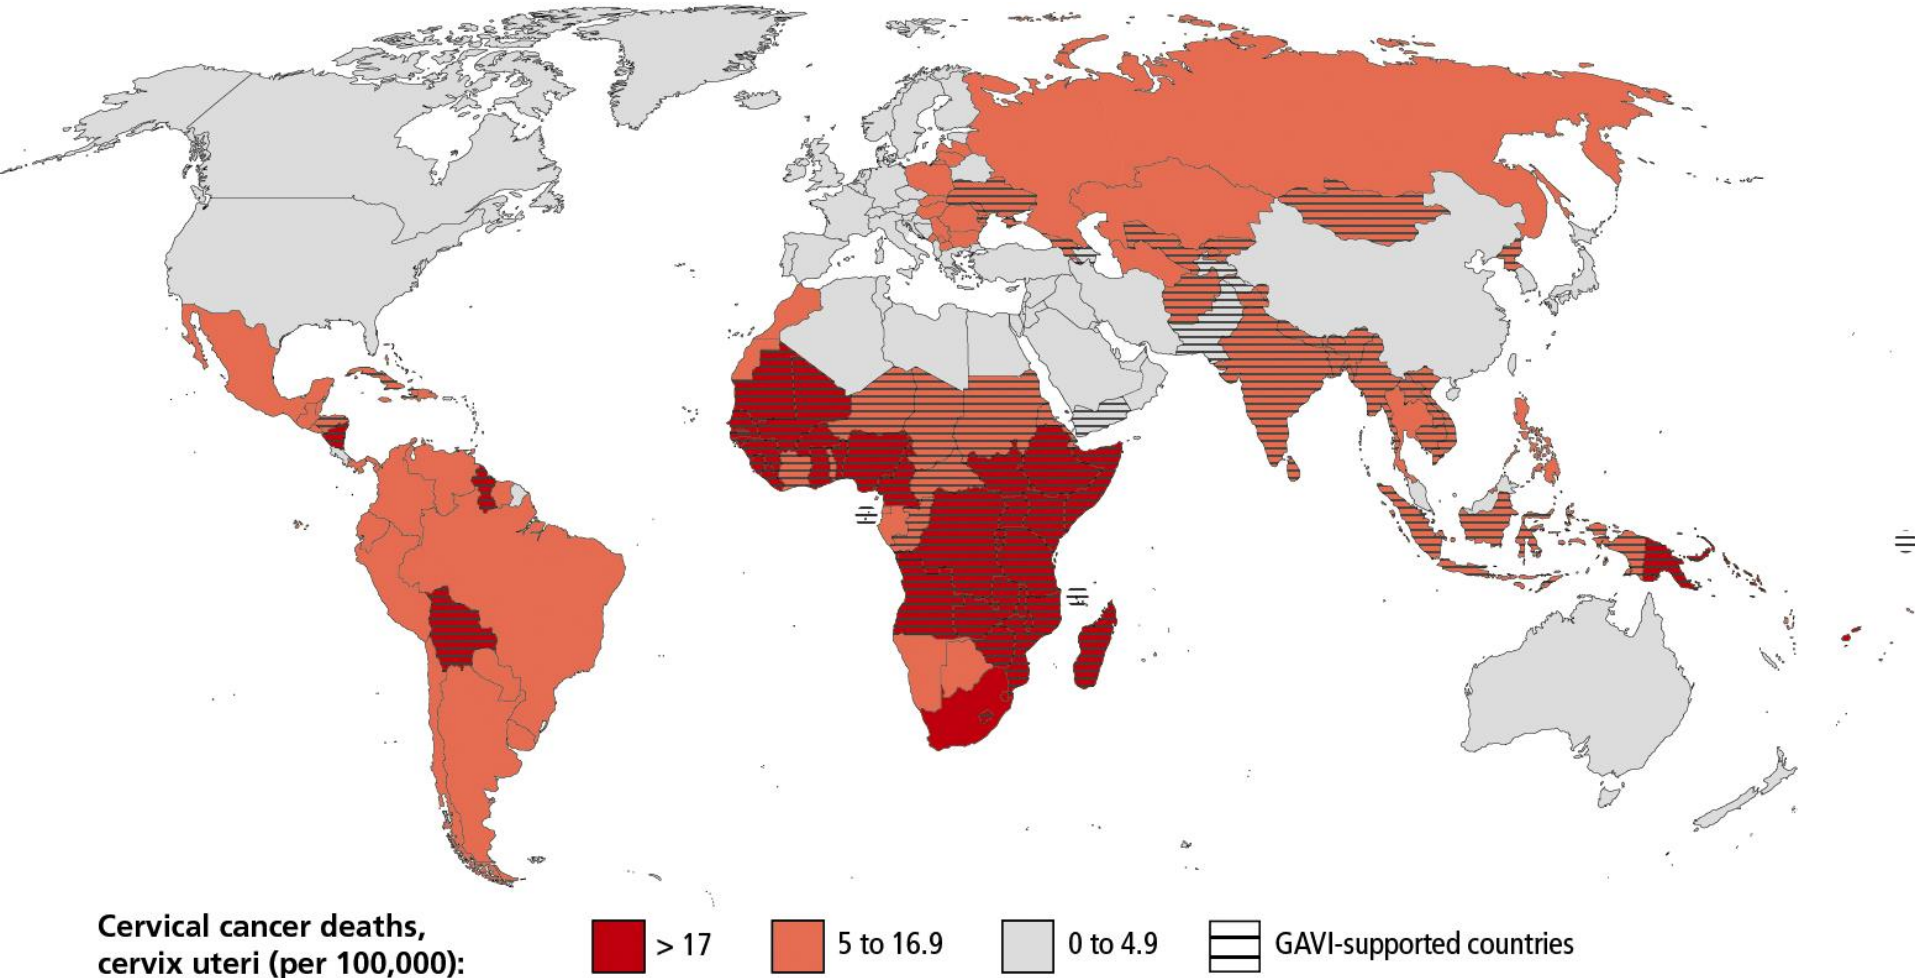 Cervical cancer deaths,
cervix uteri (per 100,000):
> 17
5 to 16.9
0 to 4.9
GAVI-supported countries